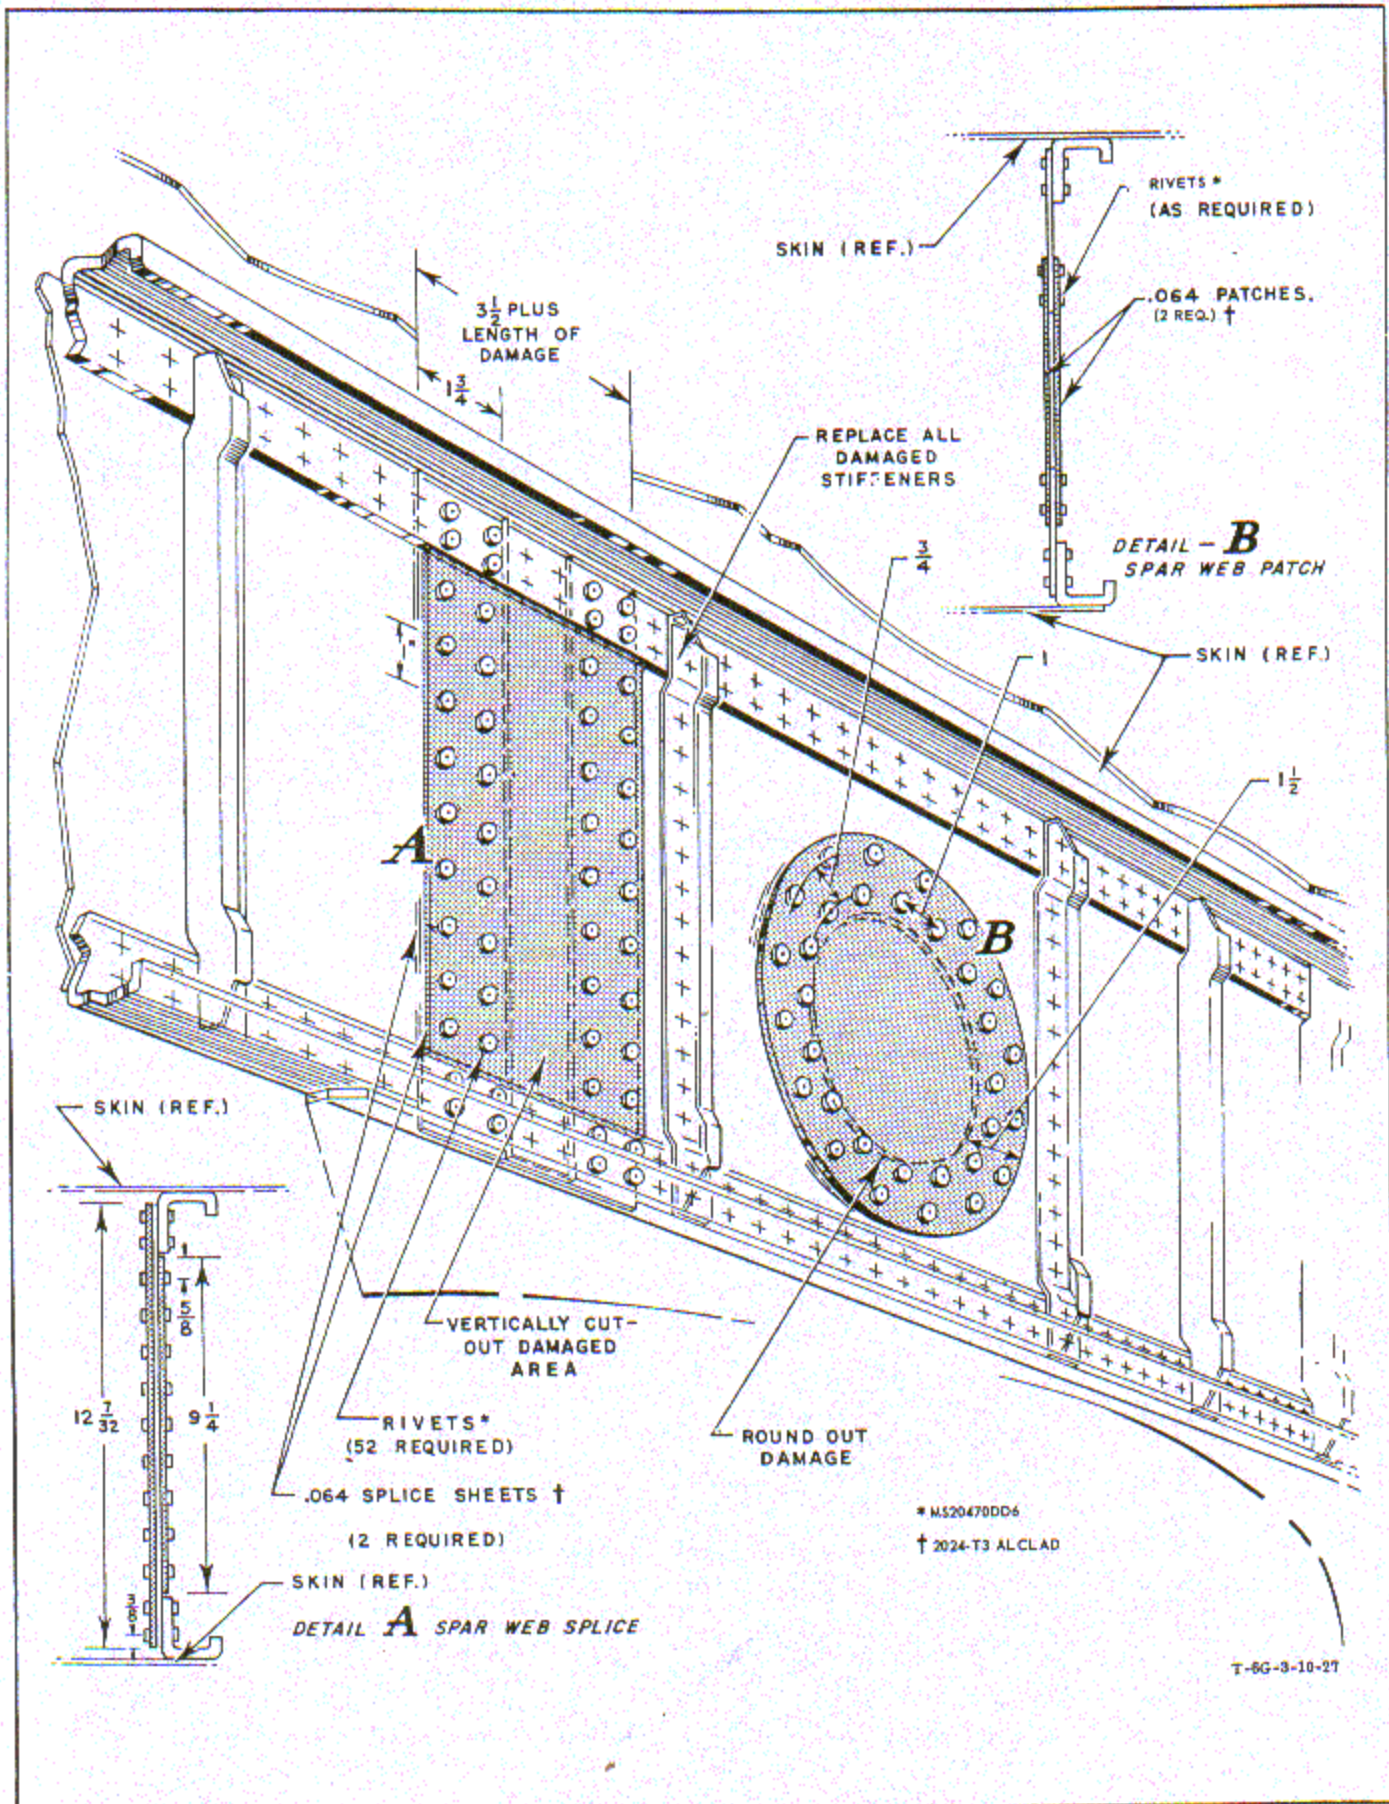 SKIN (REF.)
RIVETS *
(AS REQUIRED)
.064 PATCHES.
(2 REQ.) †
DETAIL - B
SPAR WEB PATCH
SKIN (REF.)
3 1/2 PLUS
LENGTH OF
DAMAGE
1 3/4
REPLACE ALL
DAMAGED
STIFFENERS
3/4
1
1 1/2
A
B
SKIN (REF.)
5/8
12 7/32
9 1/4
3/8
VERTICALLY CUT-
OUT DAMAGED
AREA
RIVETS*
(52 REQUIRED)
.064 SPLICE SHEETS †
(2 REQUIRED)
SKIN (REF.)
DETAIL A SPAR WEB SPLICE
ROUND OUT
DAMAGE
* MS20470DD6
† 2024-T3 ALCLAD
T-6G-3-10-27